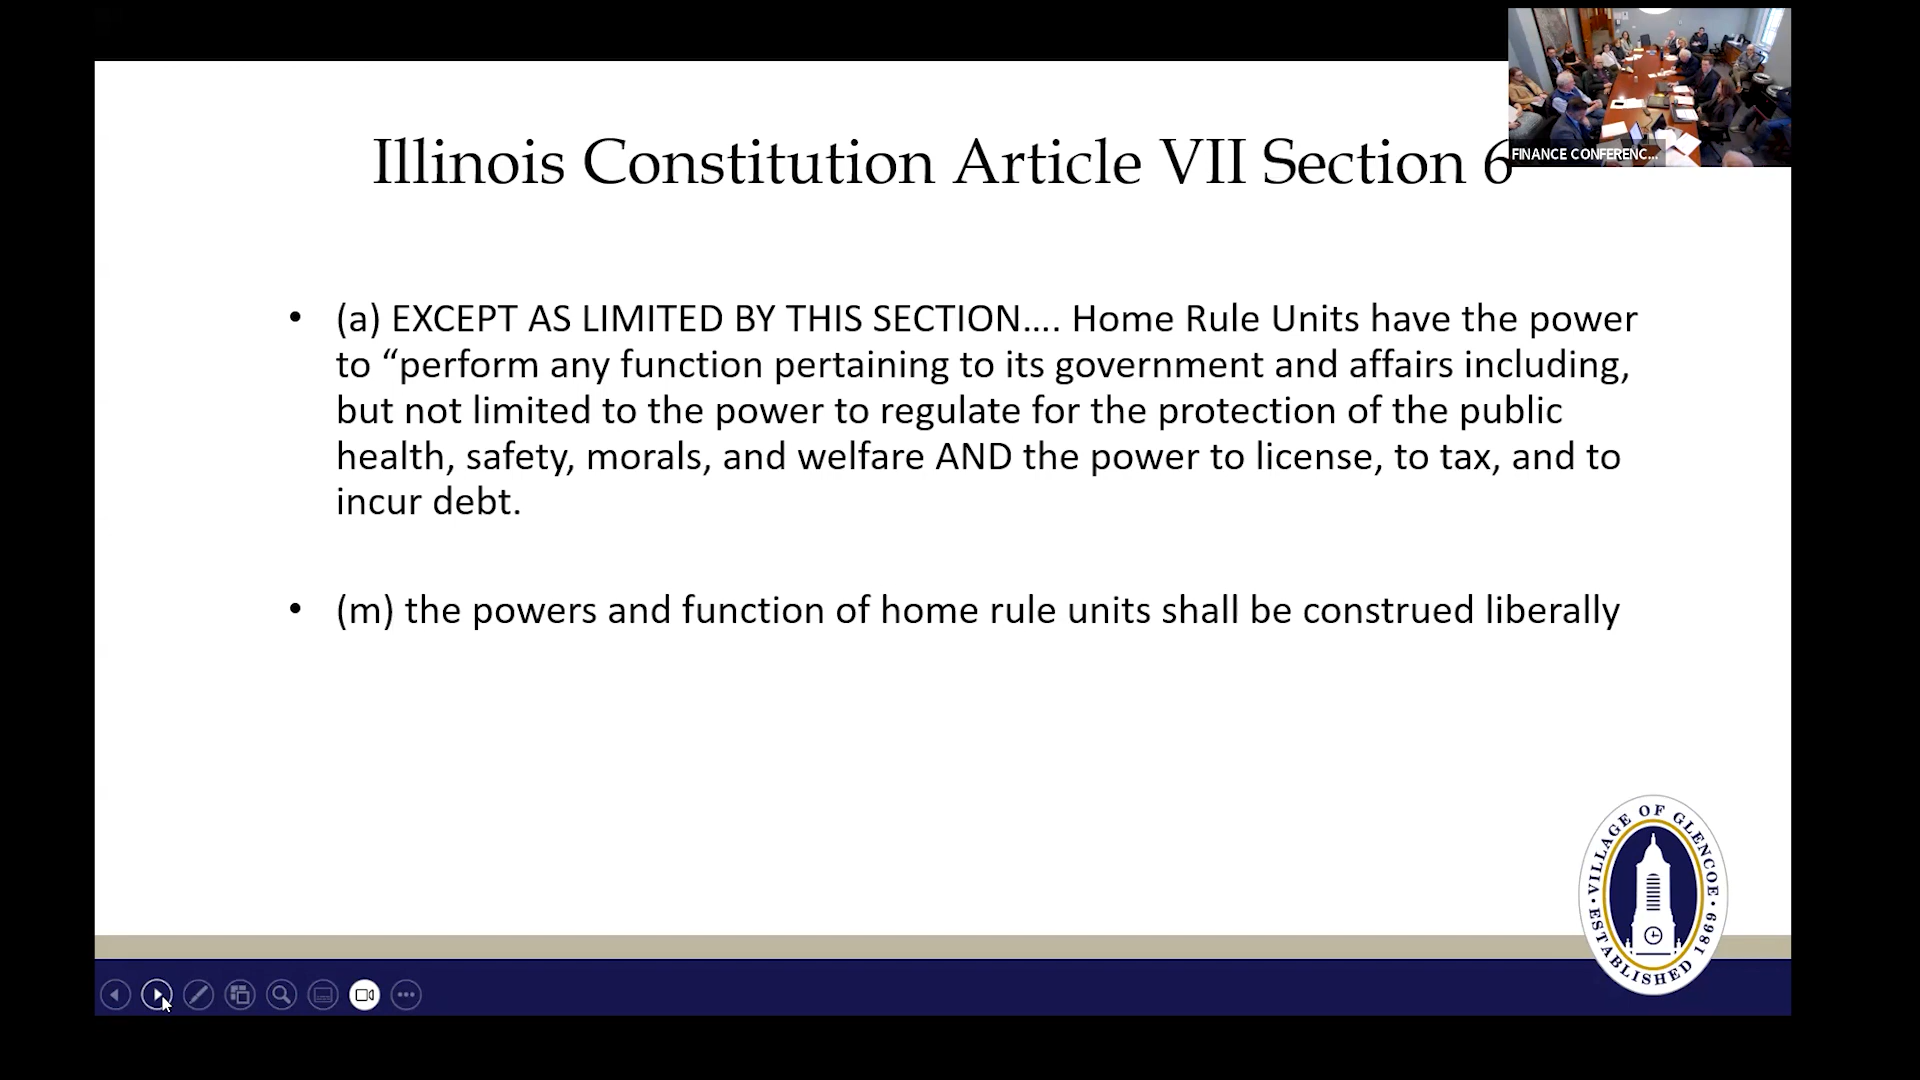 Illinois Constitution Article VII Section 6
FINANCE CONFERENC...
• (a) EXCEPT AS LIMITED BY THIS SECTION.... Home Rule Units have the power
to “perform any function pertaining to its government and affairs including,
but not limited to the power to regulate for the protection of the public
health, safety, morals, and welfare AND the power to license, to tax, and to
incur debt.
• (m) the powers and function of home rule units shall be construed liberally
VILLAGE OF GLENCOE
ESTABLISHED 1869